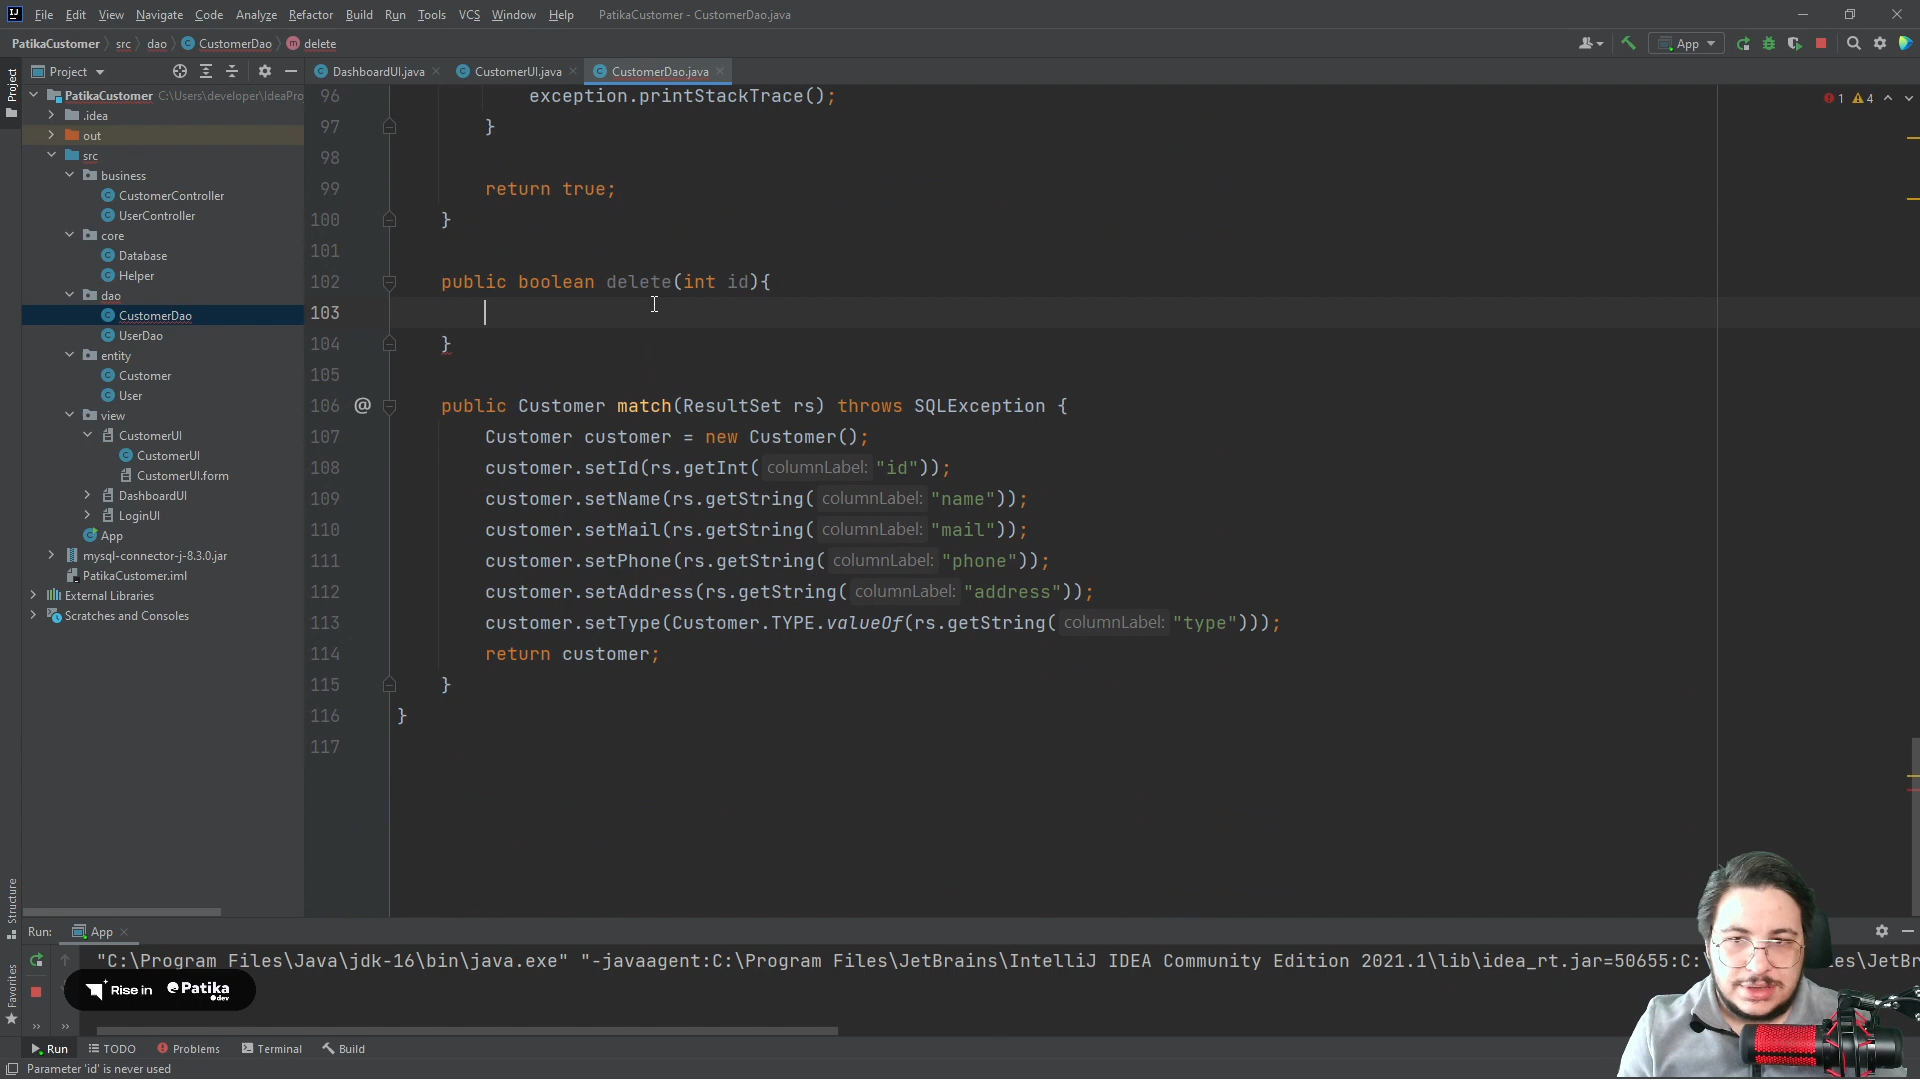 File Edit View Navigate Code Analyze Refactor Build Run Tools VCS Window Help PatikaCustomer - CustomerDao.java
PatikaCustomer src dao CustomerDao delete App
Project
DashboardUI.java CustomerUI.java CustomerDao.java
Project
PatikaCustomer C:\Users\developer\IdeaPro
.idea
out
src
business
CustomerController
UserController
core
Database
Helper
dao
CustomerDao
UserDao
entity
Customer
User
view
CustomerUI
CustomerUI
CustomerUI.form
DashboardUI
LoginUI
App
mysql-connector-j-8.3.0.jar
PatikaCustomer.iml
External Libraries
Scratches and Consoles
1 4
96 exception.printStackTrace();
97 }
98
99 return true;
100 }
101
102 public boolean delete(int id){
103
104 }
105
106 @ public Customer match(ResultSet rs) throws SQLException {
107 Customer customer = new Customer();
108 customer.setId(rs.getInt( columnLabel: "id"));
109 customer.setName(rs.getString( columnLabel: "name"));
110 customer.setMail(rs.getString( columnLabel: "mail"));
111 customer.setPhone(rs.getString( columnLabel: "phone"));
112 customer.setAddress(rs.getString( columnLabel: "address"));
113 customer.setType(Customer.TYPE.valueOf(rs.getString( columnLabel: "type")));
114 return customer;
115 }
116 }
117
Structure
Favorites
Run: App
"C:\Program Files\Java\jdk-16\bin\java.exe" "-javaagent:C:\Program Files\JetBrains\IntelliJ IDEA Community Edition 2021.1\lib\idea_rt.jar=50655:C:\ es\JetBr
Rise in Patika.dev
Run TODO Problems Terminal Build
Parameter 'id' is never used